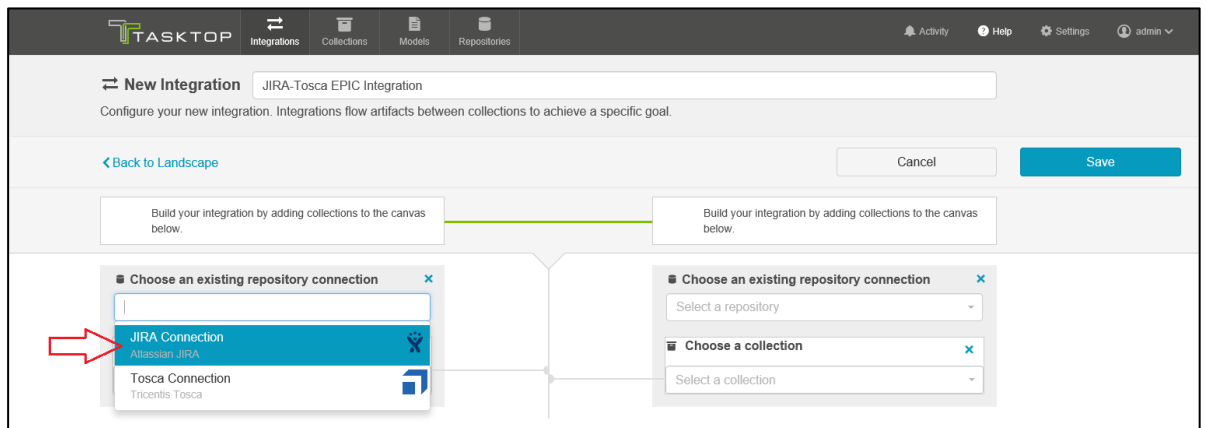 TASKTOP
Integrations
Collections
Models
Repositories
Activity
Help
Settings
admin
New Integration
JIRA-Tosca EPIC Integration
Configure your new integration. Integrations flow artifacts between collections to achieve a specific goal.
Back to Landscape
Cancel
Save
Build your integration by adding collections to the canvas
below.
Build your integration by adding collections to the canvas
below.
Choose an existing repository connection
JIRA Connection
Atlassian JIRA
Tosca Connection
Tricentis Tosca
Choose an existing repository connection
Select a repository
Choose a collection
Select a collection